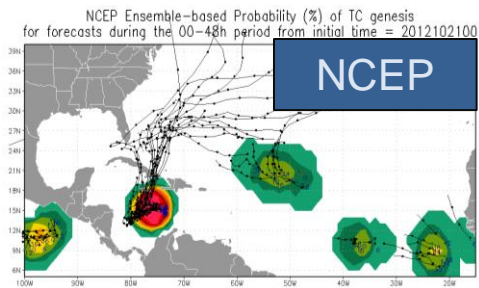 NCEP Ensemble-based Probability (%) of TC genesis
for forecasts during the 00-48h period from initial time = 2012102100
NCEP
39N
36N
33N
30N
27N
24N
21N
18N
15N
12N
9N
6N
100W 90W 80W 70W 60W 50W 40W 30W 20W